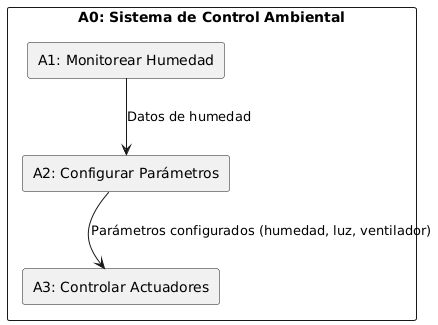 A0: Sistema de Control Ambiental
A1: Monitorear Humedad
Datos de humedad
A2: Configurar Parámetros
Parámetros configurados (humedad, luz, ventilador)
A3: Controlar Actuadores